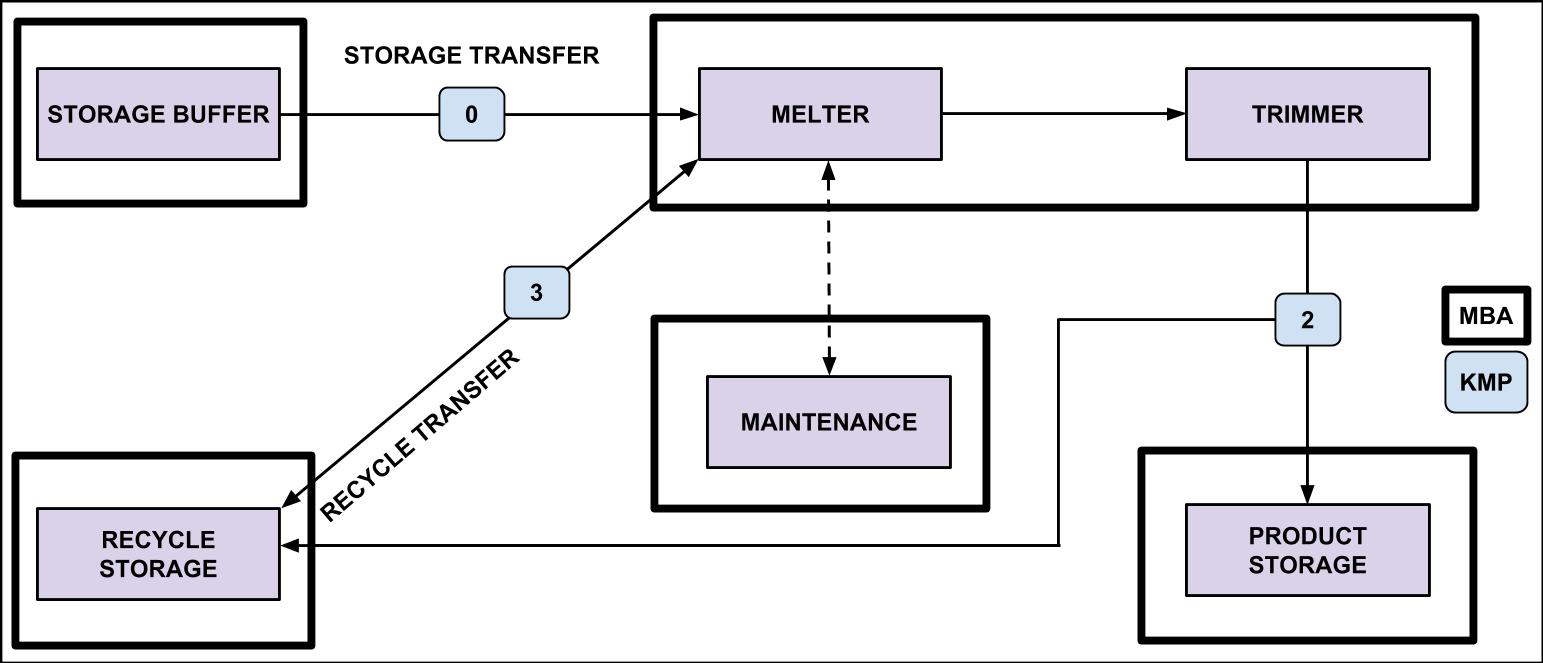 STORAGE TRANSFER
STORAGE BUFFER
0
MELTER
TRIMMER
3
2
MBA
KMP
RECYCLE TRANSFER
MAINTENANCE
RECYCLE
STORAGE
PRODUCT
STORAGE